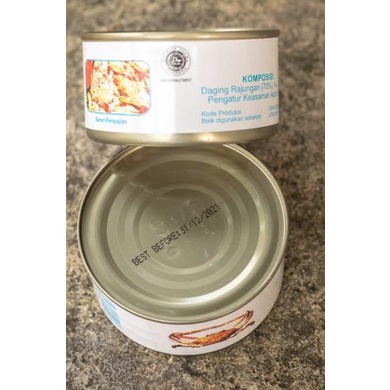 KOMPOSISI:
Daging Rajungan (70%),
Pengatur Keasaman
Kode Produksi
Baik digunakan sebelum
Saran Penyajian
BEST BEFORE:31/12/2021